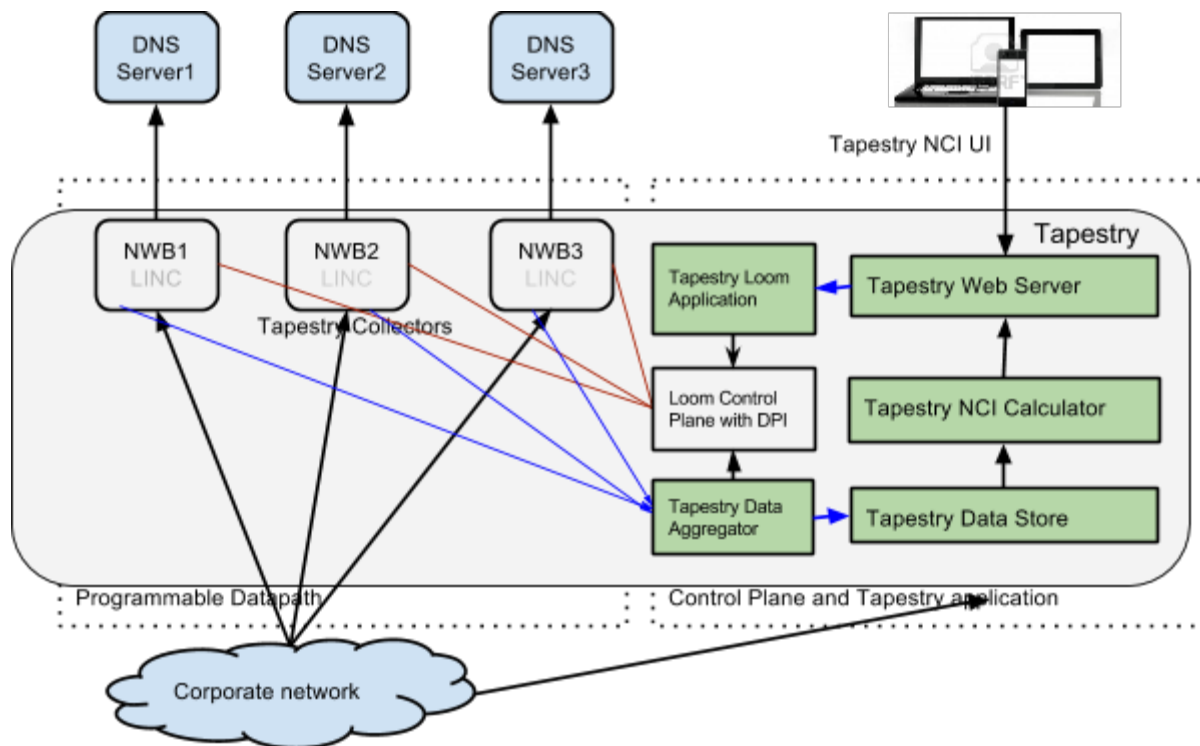 DNS
Server1
DNS
Server2
DNS
Server3
Tapestry NCI UI
Tapestry
NWB1
LINC
NWB2
LINC
NWB3
LINC
Tapestry Collectors
Tapestry Loom
Application
Tapestry Web Server
Loom Control
Plane with DPI
Tapestry NCI Calculator
Tapestry Data
Aggregator
Tapestry Data Store
Programmable Datapath
Control Plane and Tapestry application
Corporate network